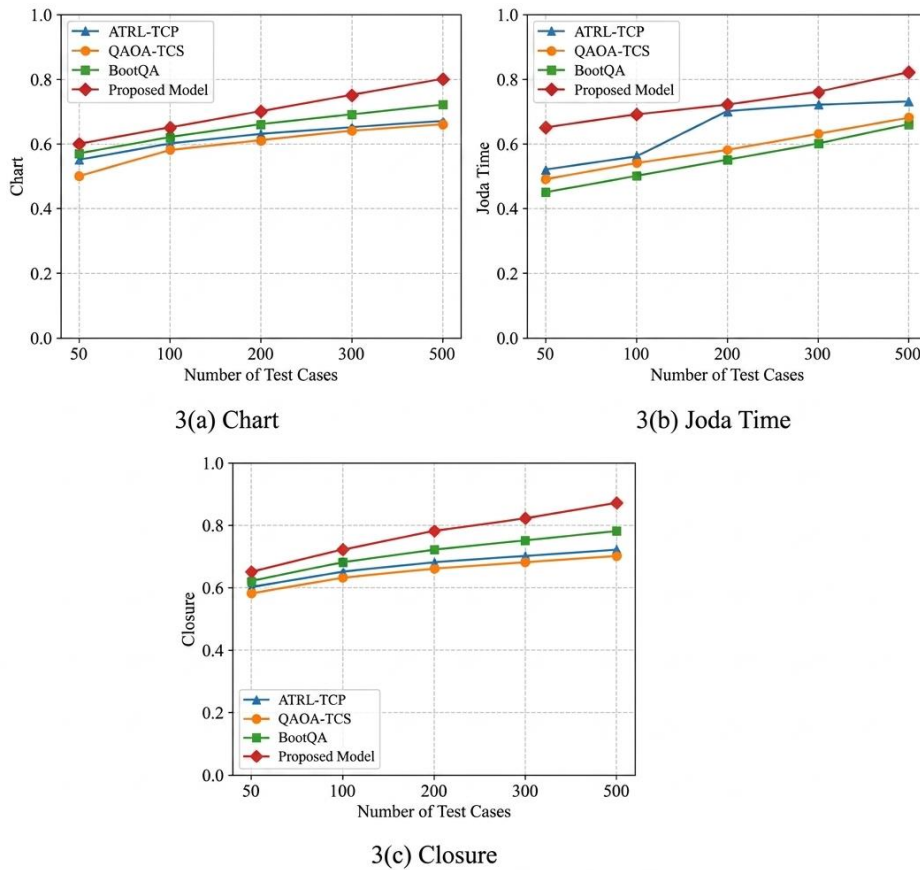 1.0
0.8
0.6
0.4
0.2
0.0
Chart
ATRL-TCP
QAOA-TCS
BootQA
Proposed Model
50 100 200 300 500
Number of Test Cases
3(a) Chart
1.0
0.8
0.6
0.4
0.2
0.0
Joda Time
ATRL-TCP
QAOA-TCS
BootQA
Proposed Model
50 100 200 300 500
Number of Test Cases
3(b) Joda Time
1.0
0.8
0.6
0.4
0.2
0.0
Closure
ATRL-TCP
QAOA-TCS
BootQA
Proposed Model
50 100 200 300 500
Number of Test Cases
3(c) Closure